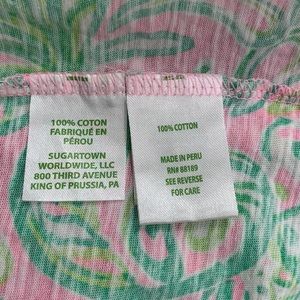 100% COTON
FABRIQUÉ EN
PÉROU
SUGARTOWN
WORLDWIDE, LLC
800 THIRD AVENUE
KING OF PRUSSIA, PA
100% COTTON
MADE IN PERU
RN# 88189
SEE REVERSE
FOR CARE